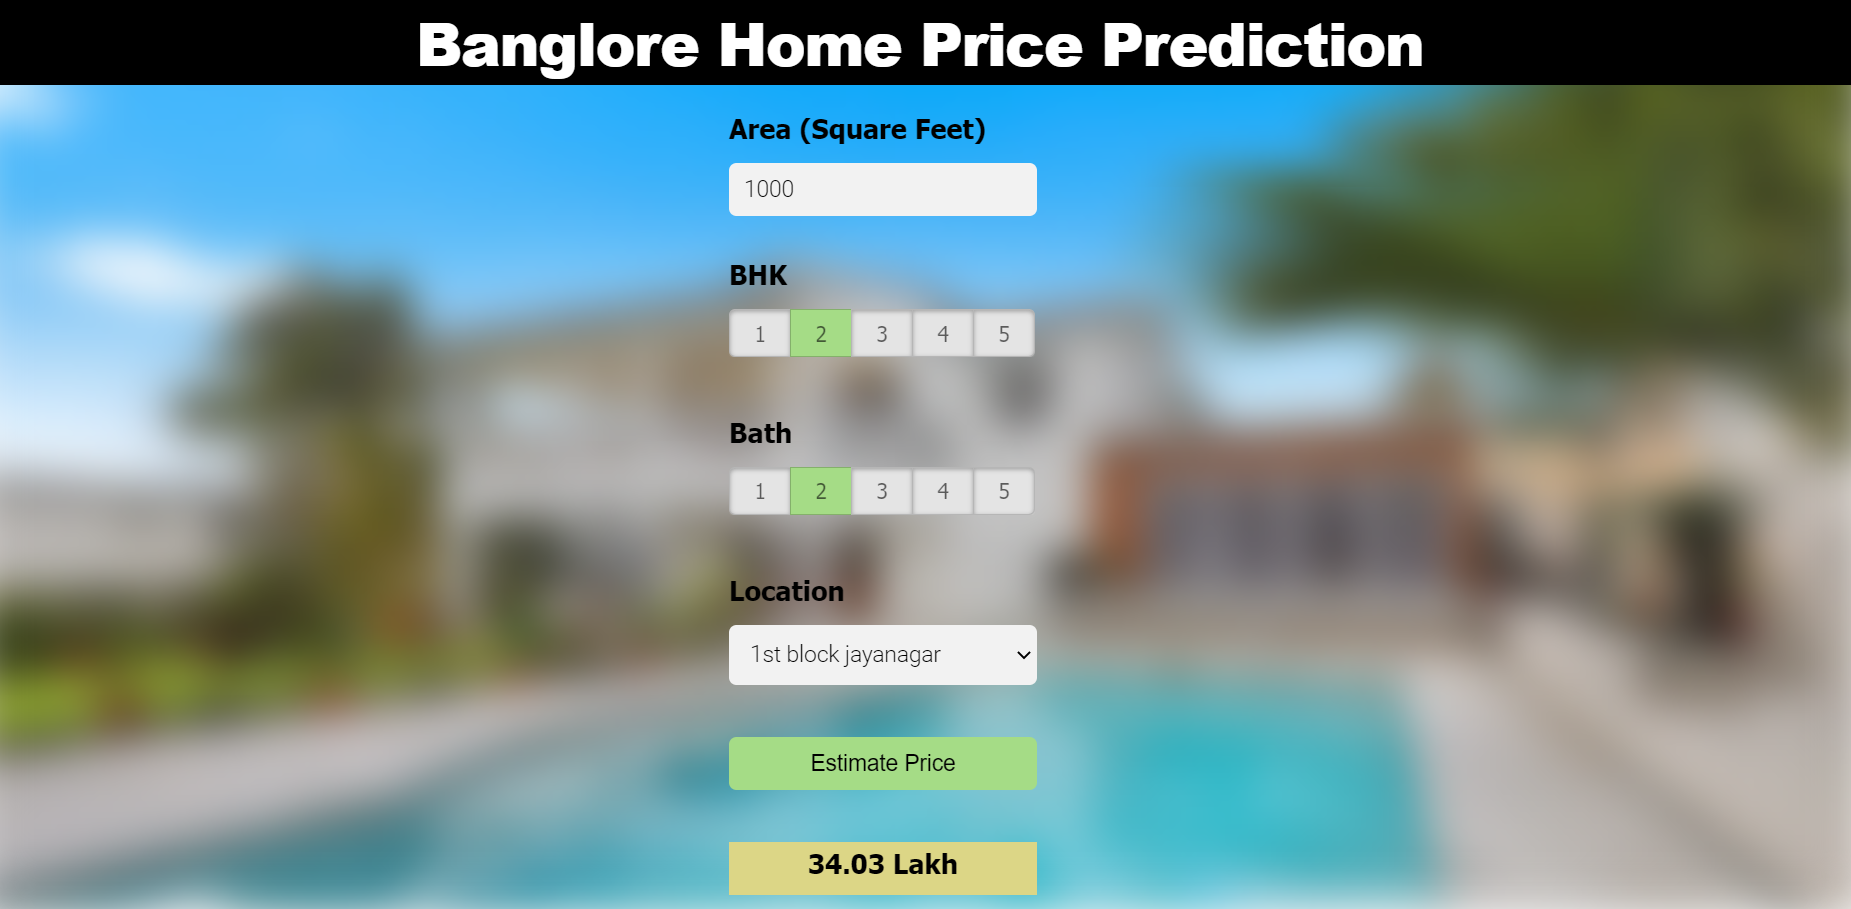 Banglore Home Price Prediction
Area (Square Feet)
1000
BHK
1 2 3 4 5
Bath
1 2 3 4 5
Location
1st block jayanagar
Estimate Price
34.03 Lakh